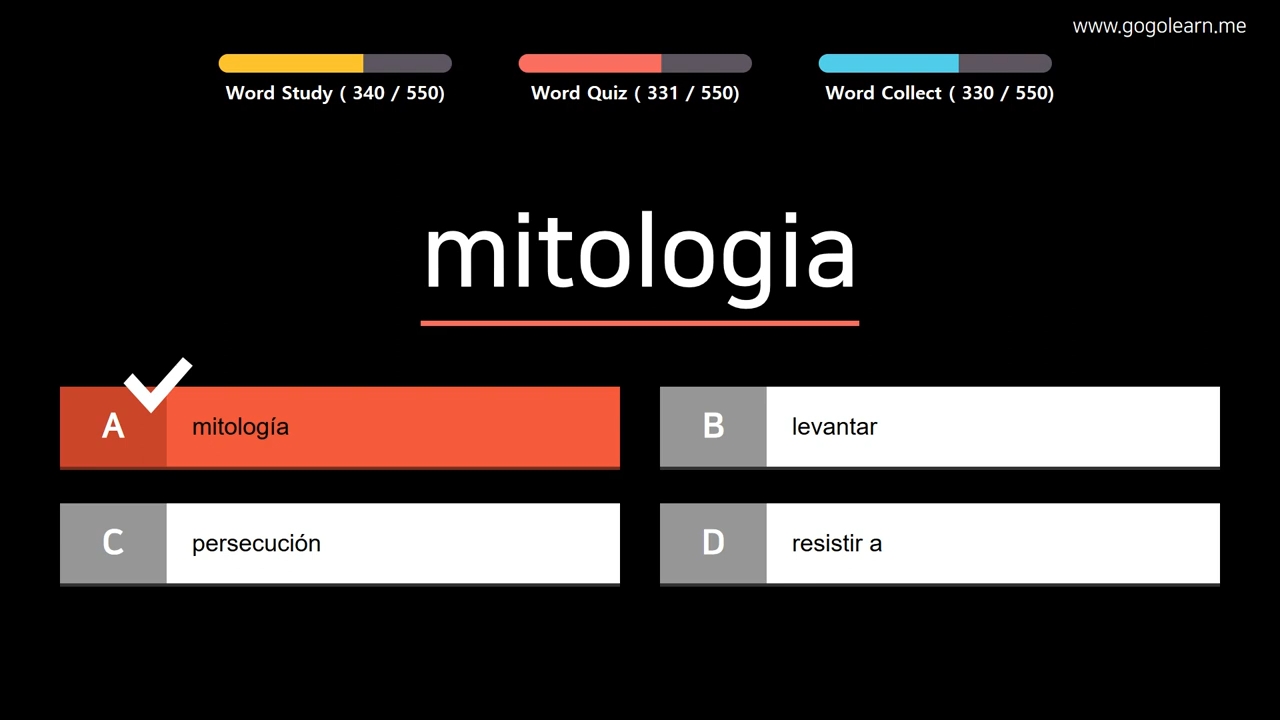 www.gogolearn.me
Word Study ( 340 / 550)
Word Quiz ( 331 / 550)
Word Collect ( 330 / 550)
mitologia
A mitología
B levantar
C persecución
D resistir a